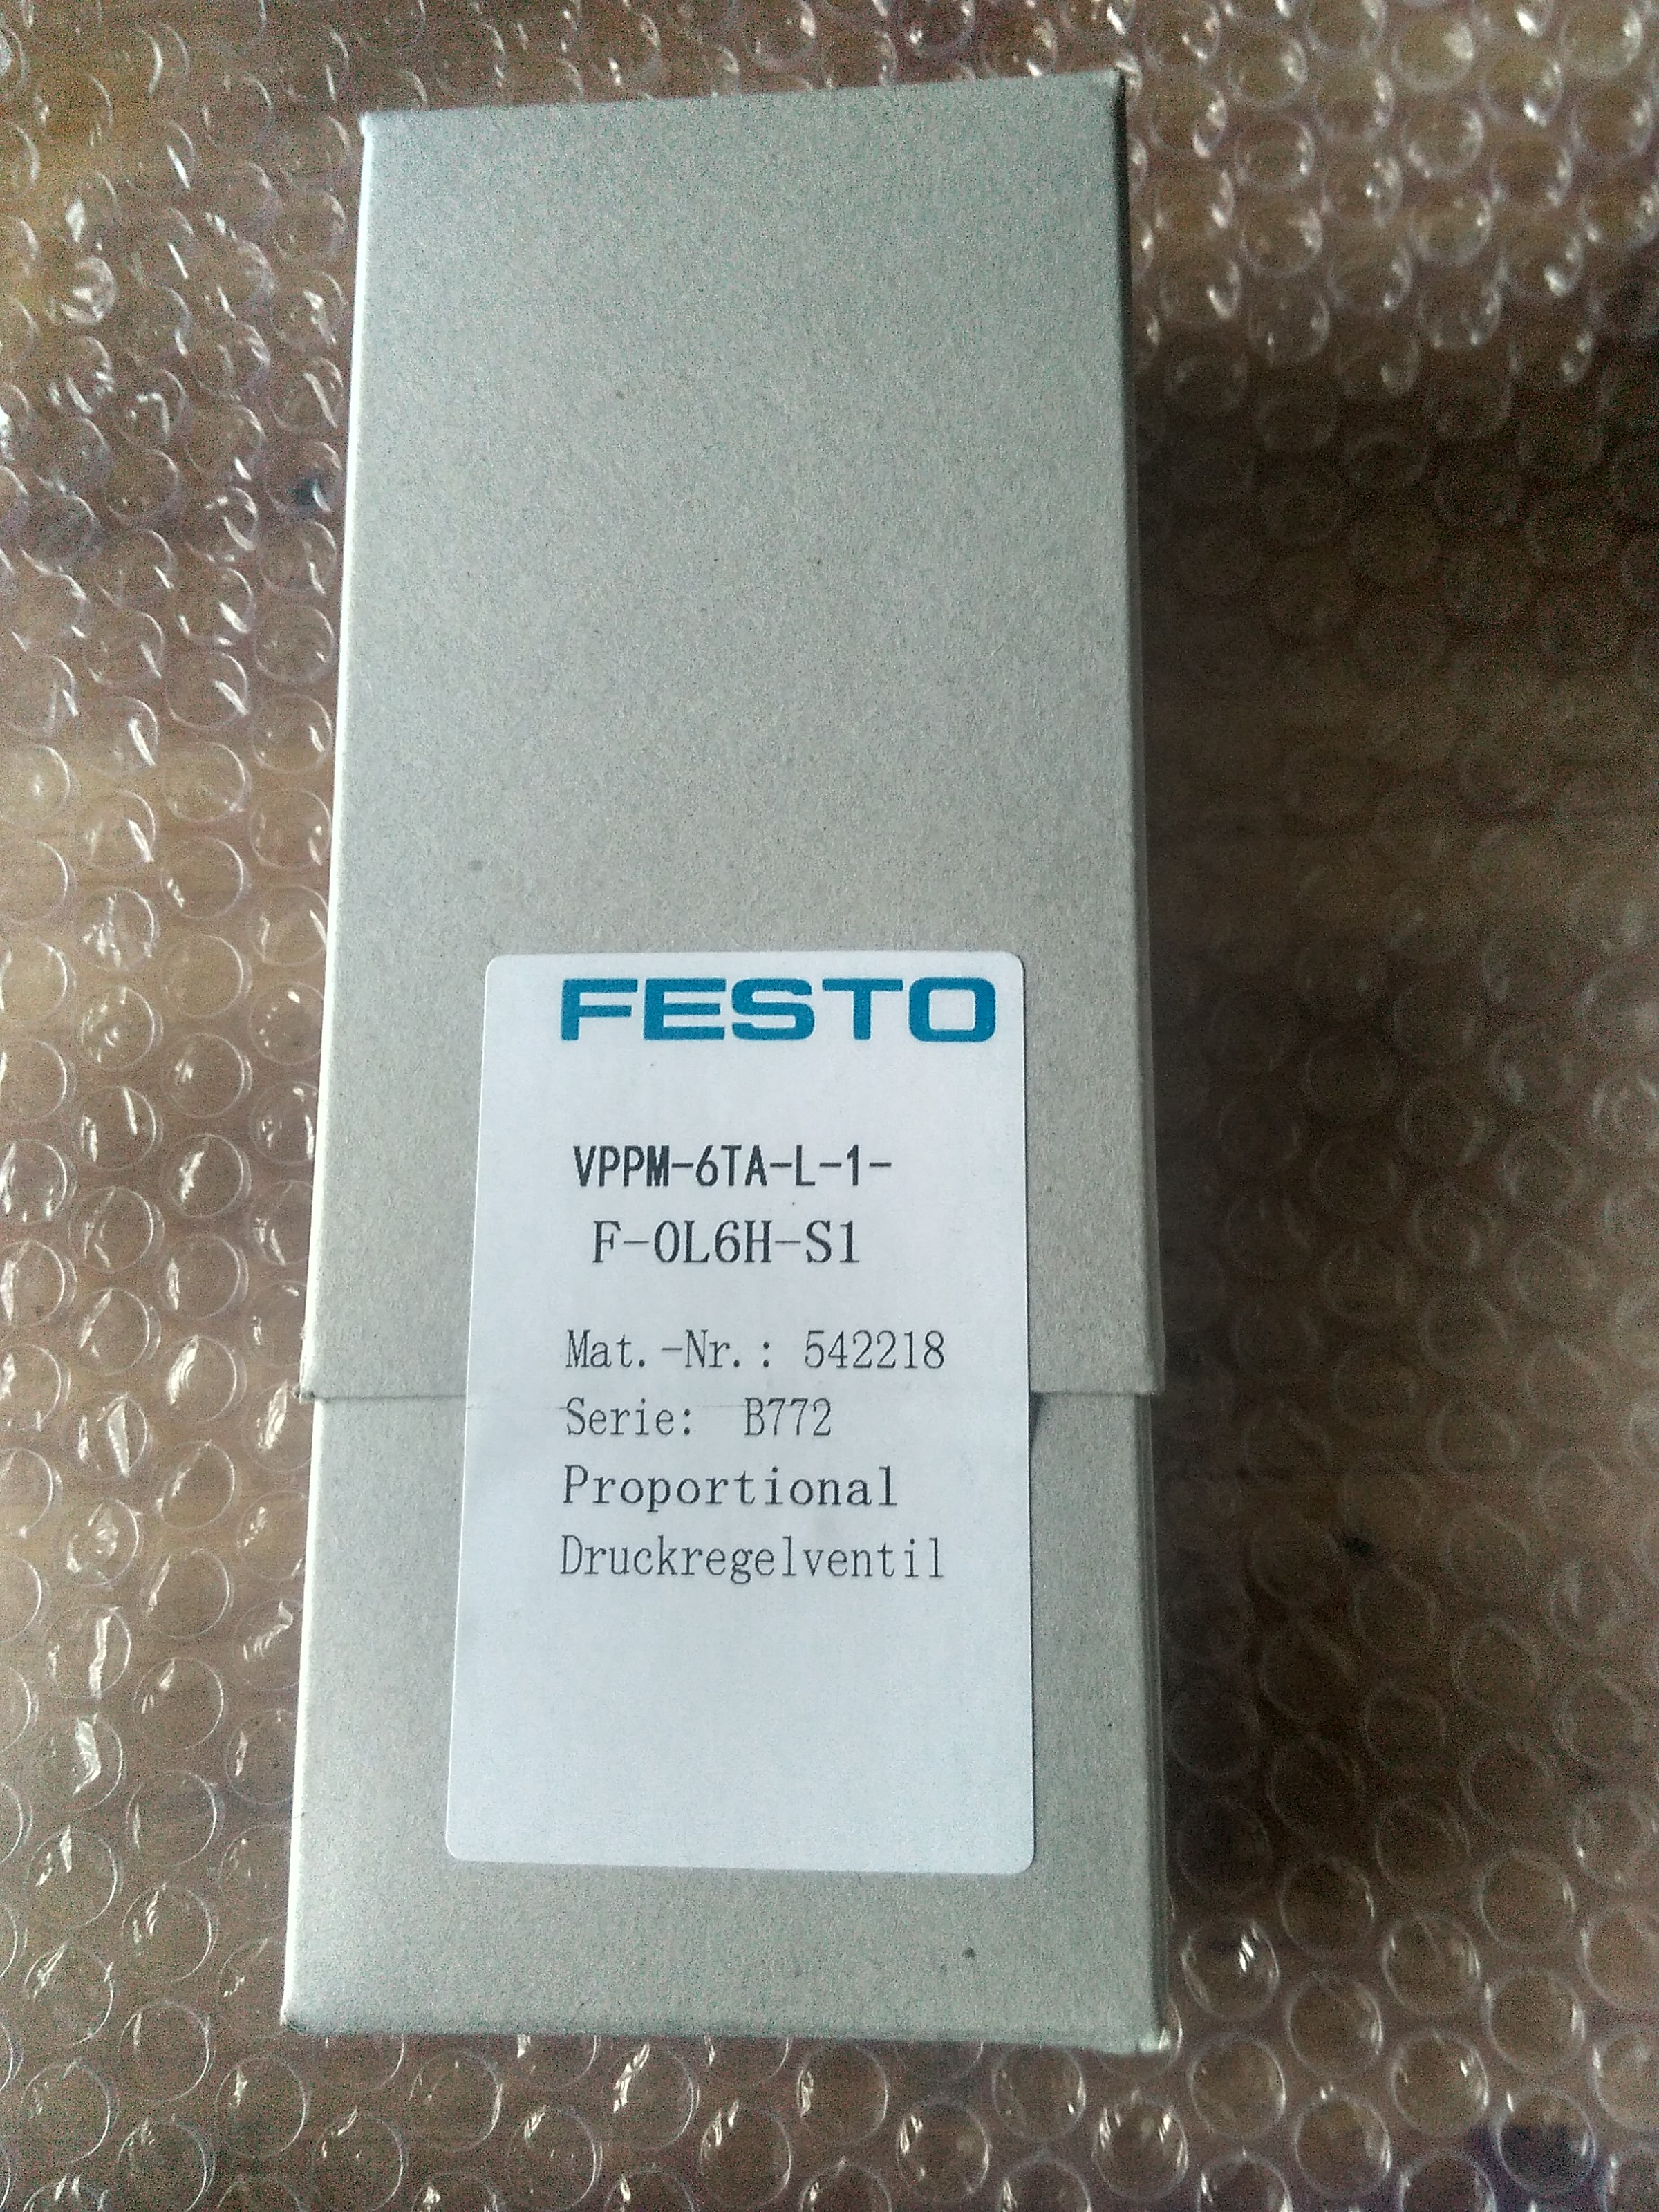 FESTO
VPPM-6TA-L-1-
F-0L6H-S1
Mat.-Nr.: 542218
Serie: B772
Proportional
Druckregelventil